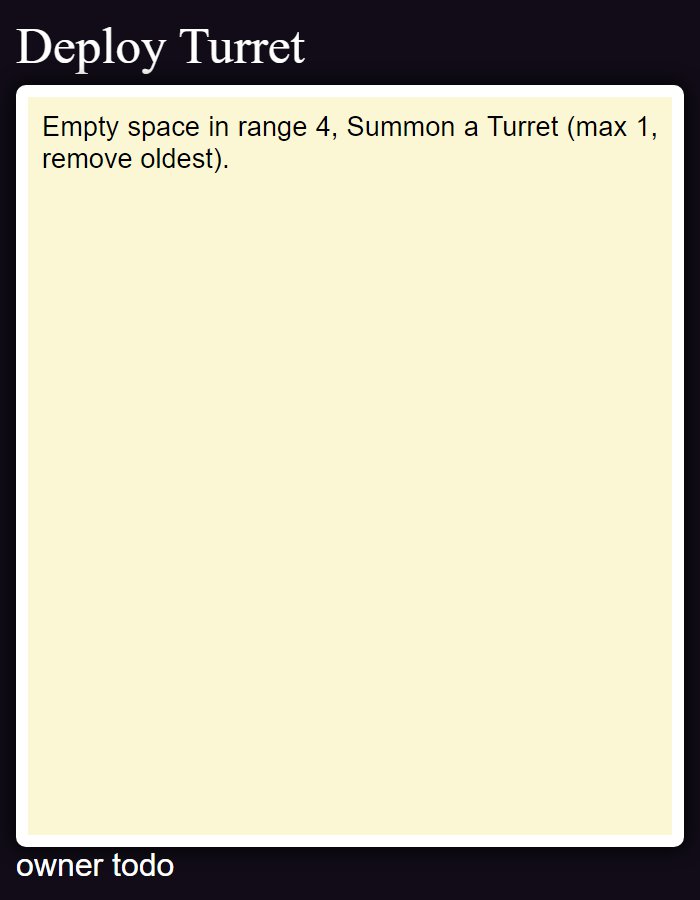 Deploy Turret
Empty space in range 4, Summon a Turret (max 1,
remove oldest).
owner todo